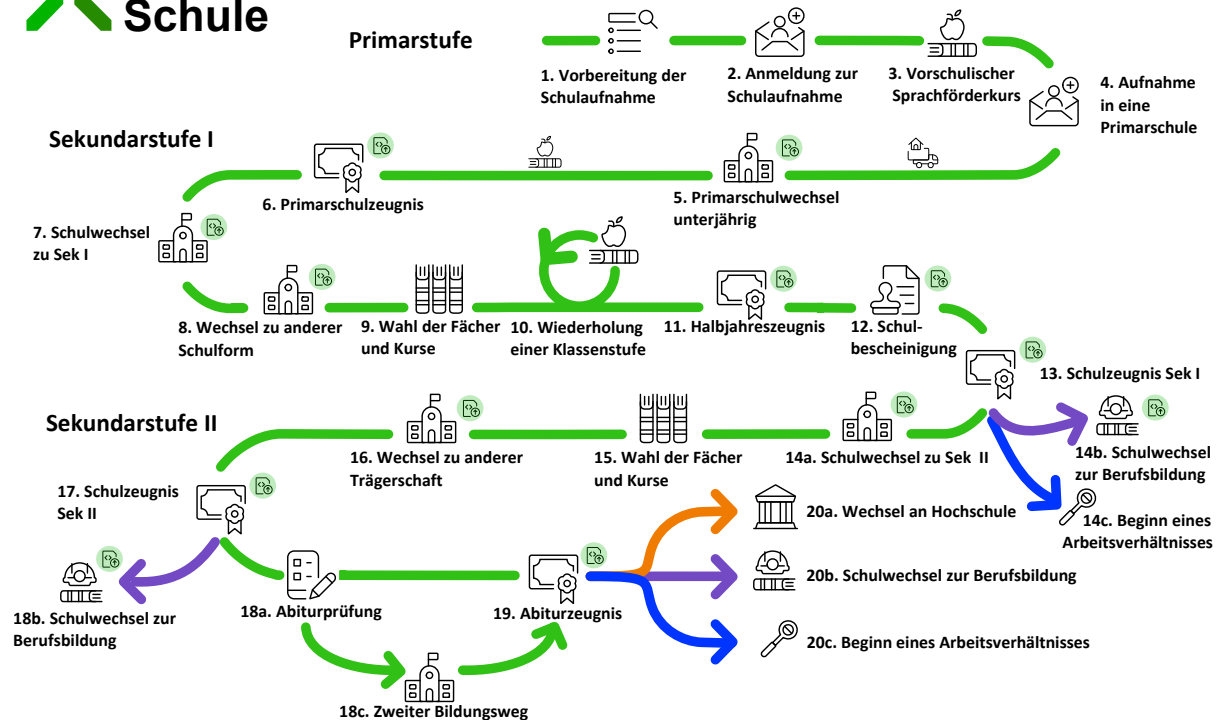 Schule
Primarstufe
1. Vorbereitung der
Schulaufnahme
2. Anmeldung zur
Schulaufnahme
3. Vorschulischer
Sprachförderkurs
4. Aufnahme
in eine
Primarschule
Sekundarstufe I
5. Primarschulwechsel
unterjährig
6. Primarschulzeugnis
7. Schulwechsel
zu Sek I
8. Wechsel zu anderer
Schulform
9. Wahl der Fächer
und Kurse
10. Wiederholung
einer Klassenstufe
11. Halbjahreszeugnis
12. Schul-
bescheinigung
13. Schulzeugnis Sek I
Sekundarstufe II
14a. Schulwechsel zu Sek II
14b. Schulwechsel
zur Berufsbildung
14c. Beginn eines
Arbeitsverhältnisses
15. Wahl der Fächer
und Kurse
16. Wechsel zu anderer
Trägerschaft
17. Schulzeugnis
Sek II
18a. Abiturprüfung
18b. Schulwechsel zur
Berufsbildung
18c. Zweiter Bildungsweg
19. Abiturzeugnis
20a. Wechsel an Hochschule
20b. Schulwechsel zur Berufsbildung
20c. Beginn eines Arbeitsverhältnisses